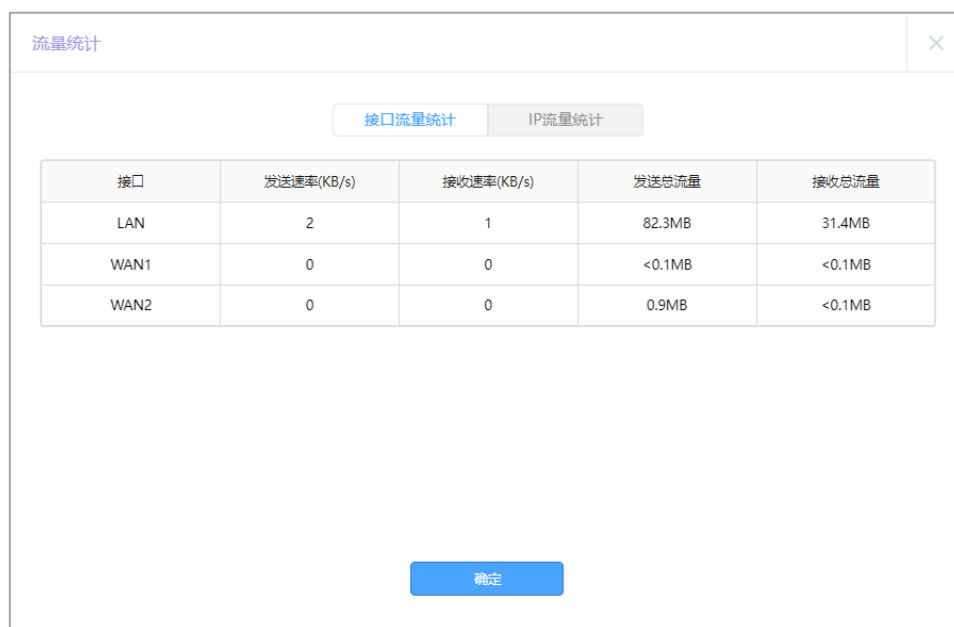 流量统计
接口流量统计 IP流量统计
接口 发送速率(KB/s) 接收速率(KB/s) 发送总流量 接收总流量
LAN 2 1 82.3MB 31.4MB
WAN1 0 0 <0.1MB <0.1MB
WAN2 0 0 0.9MB <0.1MB
确定